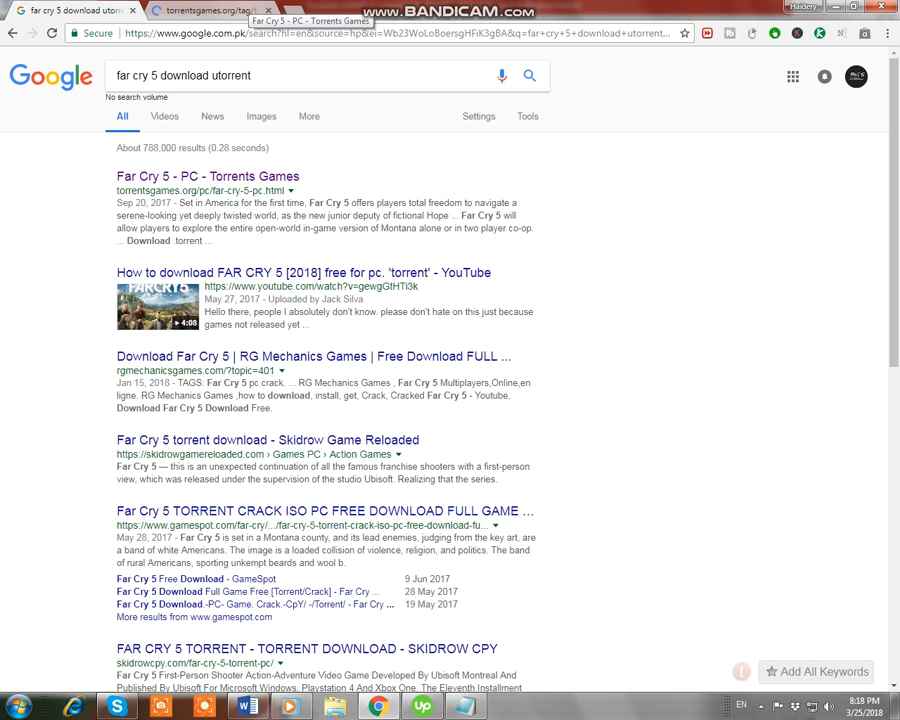 far cry 5 download utorrent
torrentsgames.org/tag/
www.BANDICAM.com
Haidery
Far Cry 5 - PC - Torrents Games
Secure
https://www.google.com.pk/search?hl=en&source=hp&ei=Wb23WoLoBoersgHFiK3gBA&q=far+cry+5+download+utorrent...
Google
far cry 5 download utorrent
No search volume
All Videos News Images More Settings Tools
About 788,000 results (0.28 seconds)
Far Cry 5 - PC - Torrents Games
torrentsgames.org/pc/far-cry-5-pc.html
Sep 20, 2017 - Set in America for the first time, Far Cry 5 offers players total freedom to navigate a
serene-looking yet deeply twisted world, as the new junior deputy of fictional Hope ... Far Cry 5 will
allow players to explore the entire open-world in-game version of Montana alone or in two player co-op.
... Download .torrent ...
How to download FAR CRY 5 [2018] free for pc. 'torrent' - YouTube
https://www.youtube.com/watch?v=gewgGtHTi3k
May 27, 2017 - Uploaded by Jack Silva
Hello there, people I absolutely don't know. please don't hate on this just because
games not released yet ...
FARCRY5
4:08
Download Far Cry 5 | RG Mechanics Games | Free Download FULL ...
rgmechanicsgames.com/?topic=401
Jan 15, 2018 - TAGS: Far Cry 5 pc crack. ... RG Mechanics Games , Far Cry 5 Multiplayers,Online,en
ligne. RG Mechanics Games ,how to download, install, get, Crack, Cracked Far Cry 5 - Youtube,
Download Far Cry 5 Download Free.
Far Cry 5 torrent download - Skidrow Game Reloaded
https://skidrowgamereloaded.com › Games PC › Action Games
Far Cry 5 — this is an unexpected continuation of all the famous franchise shooters with a first-person
view, which was released under the supervision of the studio Ubisoft. Realizing that the series.
Far Cry 5 TORRENT CRACK ISO PC FREE DOWNLOAD FULL GAME ...
https://www.gamespot.com/far-cry/.../far-cry-5-torrent-crack-iso-pc-free-download-fu...
May 28, 2017 - Far Cry 5 is set in a Montana county, and its lead enemies, judging from the key art, are
a band of white Americans. The image is a loaded collision of violence, religion, and politics. The band
of rural Americans, sporting unkempt beards and wool b.
Far Cry 5 Free Download - GameSpot 9 Jun 2017
Far Cry 5 Download Full Game Free [Torrent/Crack] - Far Cry ... 28 May 2017
Far Cry 5 Download.-PC- Game. Crack.-CpY/ -/Torrent/ - Far Cry ... 19 May 2017
More results from www.gamespot.com
FAR CRY 5 TORRENT - TORRENT DOWNLOAD - SKIDROW CPY
skidrowcpy.com/far-cry-5-torrent-pc/
Far Cry 5 First-Person Shooter Action-Adventure Video Game Developed By Ubisoft Montreal and
Published By Ubisoft For Microsoft Windows, Playstation 4 And Xbox One. The Eleventh Installment
Add All Keywords
EN
8:18 PM
3/25/2018